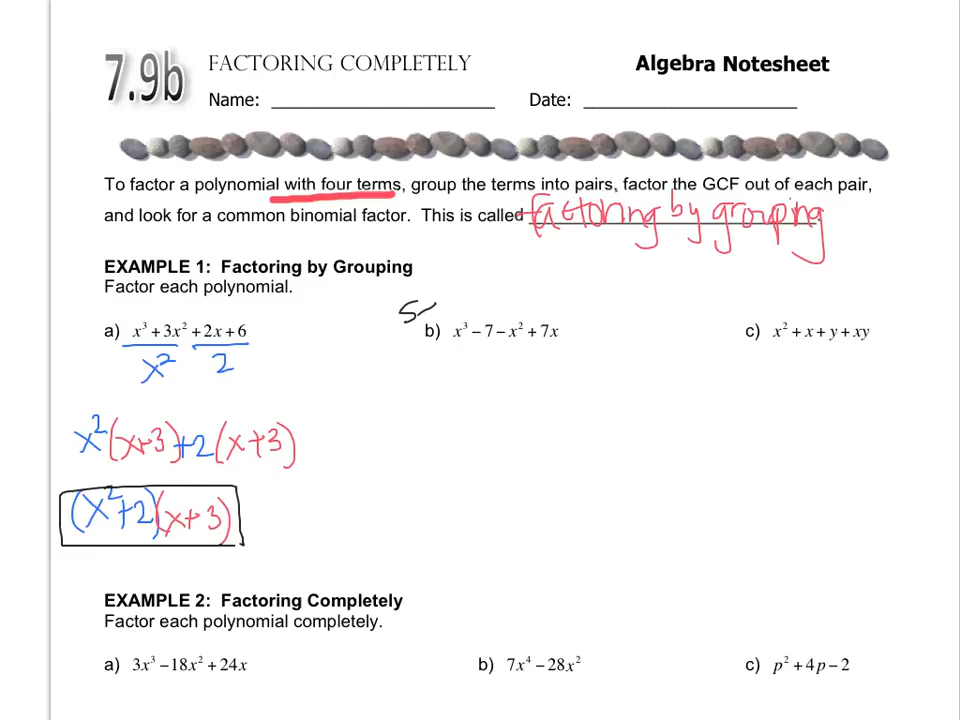 7.9b FACTORING COMPLETELY Algebra Notesheet
Name: ____________________ Date: ____________________
To factor a polynomial with four terms, group the terms into pairs, factor the GCF out of each pair,
and look for a common binomial factor. This is called factoring by grouping.
EXAMPLE 1: Factoring by Grouping
Factor each polynomial.
a) x³ + 3x² + 2x + 6 b) x³ − 7 − x² + 7x c) x² + x + y + xy
x² 2
x²(x+3)+2(x+3)
(x²+2)(x+3)
EXAMPLE 2: Factoring Completely
Factor each polynomial completely.
a) 3x³ − 18x² + 24x b) 7x⁴ − 28x² c) p² + 4p − 2